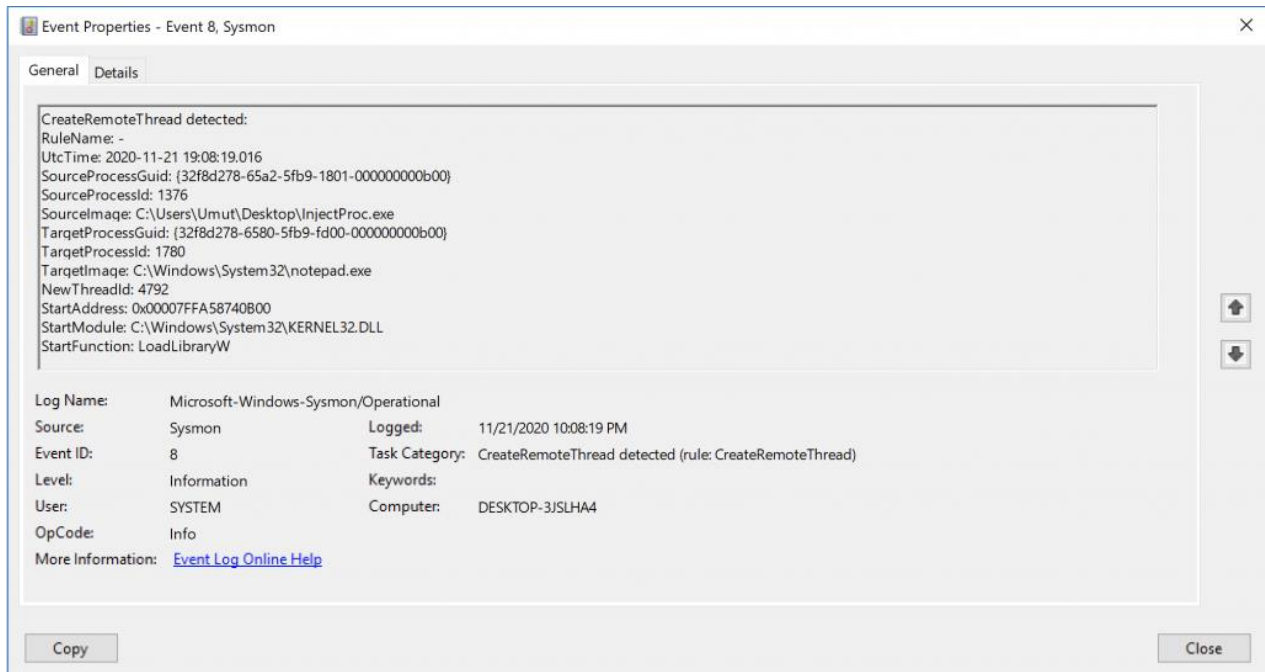 Event Properties - Event 8, Sysmon
General Details
CreateRemoteThread detected:
RuleName: -
UtcTime: 2020-11-21 19:08:19.016
SourceProcessGuid: {32f8d278-65a2-5fb9-1801-000000000b00}
SourceProcessId: 1376
SourceImage: C:\Users\Umut\Desktop\InjectProc.exe
TargetProcessGuid: {32f8d278-6580-5fb9-fd00-000000000b00}
TargetProcessId: 1780
TargetImage: C:\Windows\System32\notepad.exe
NewThreadId: 4792
StartAddress: 0x00007FFA58740B00
StartModule: C:\Windows\System32\KERNEL32.DLL
StartFunction: LoadLibraryW
Log Name: Microsoft-Windows-Sysmon/Operational
Source: Sysmon Logged: 11/21/2020 10:08:19 PM
Event ID: 8 Task Category: CreateRemoteThread detected (rule: CreateRemoteThread)
Level: Information Keywords:
User: SYSTEM Computer: DESKTOP-3JSLHA4
OpCode: Info
More Information: Event Log Online Help
Copy Close